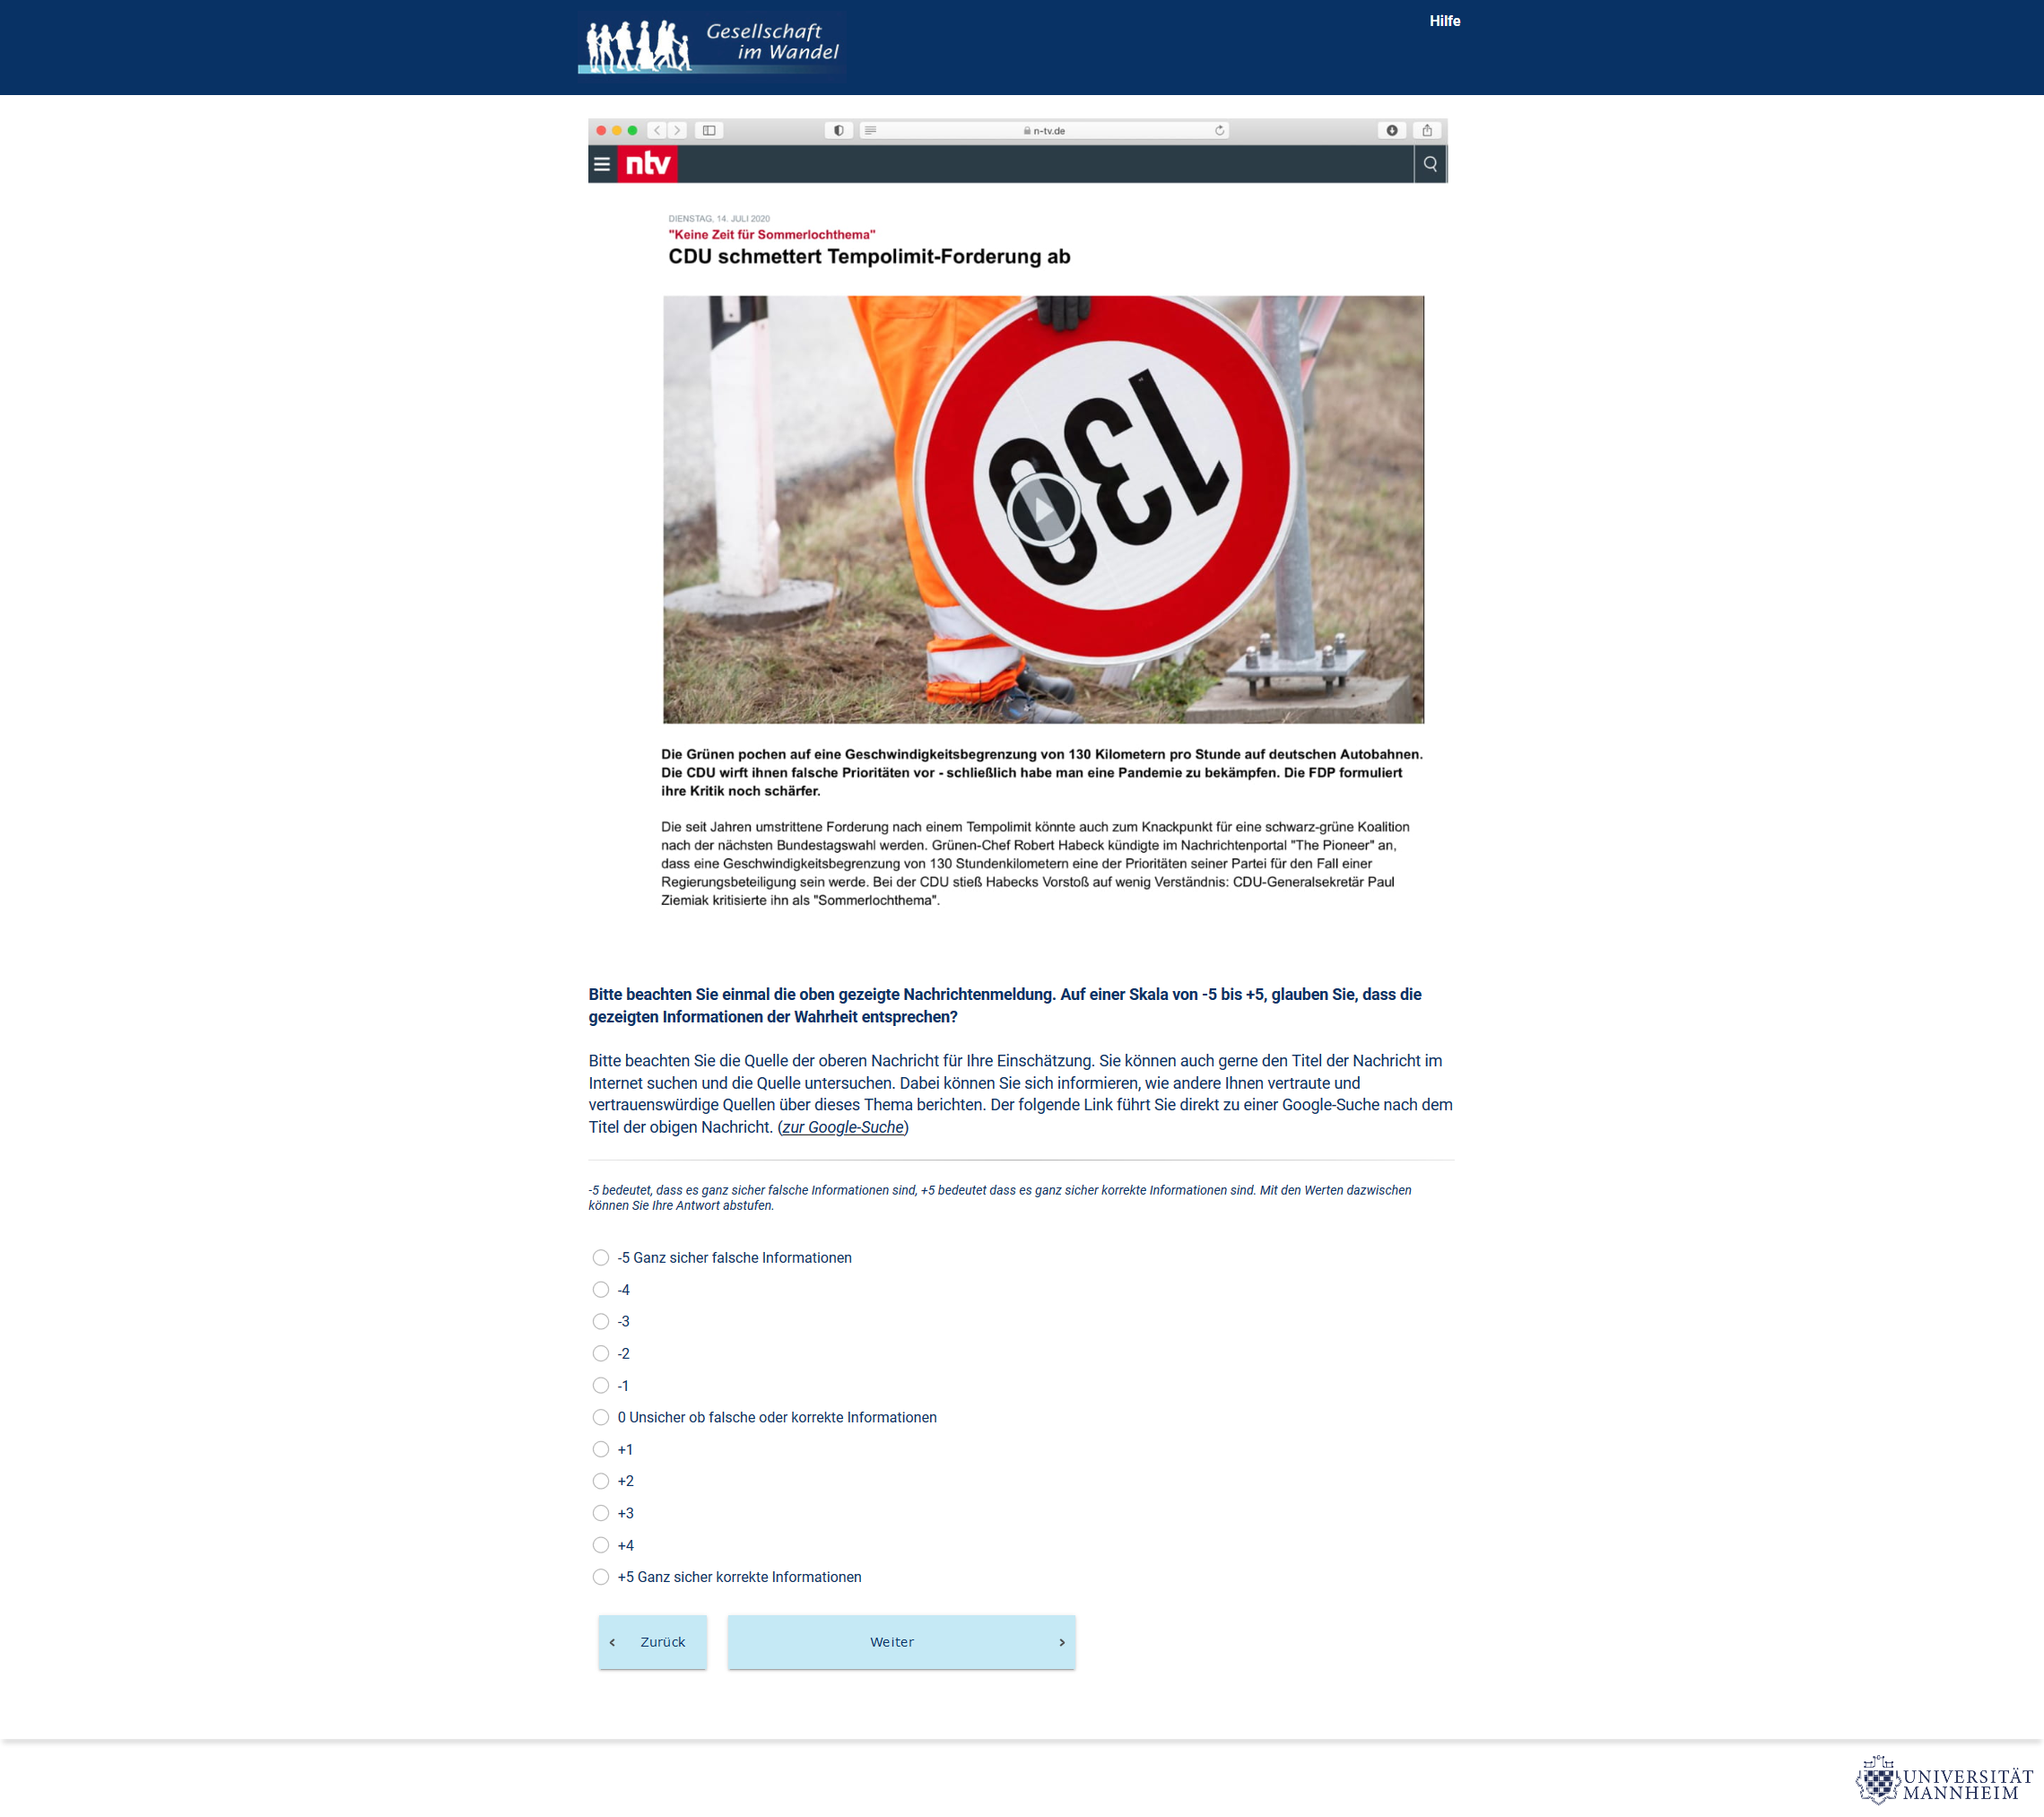 Gesellschaft
im Wandel
Hilfe
n-tv.de
ntv
DIENSTAG, 14. JULI 2020
"Keine Zeit für Sommerlochthema"
CDU schmettert Tempolimit-Forderung ab
130
Die Grünen pochen auf eine Geschwindigkeitsbegrenzung von 130 Kilometern pro Stunde auf deutschen Autobahnen.
Die CDU wirft ihnen falsche Prioritäten vor - schließlich habe man eine Pandemie zu bekämpfen. Die FDP formuliert
ihre Kritik noch schärfer.
Die seit Jahren umstrittene Forderung nach einem Tempolimit könnte auch zum Knackpunkt für eine schwarz-grüne Koalition
nach der nächsten Bundestagswahl werden. Grünen-Chef Robert Habeck kündigte im Nachrichtenportal "The Pioneer" an,
dass eine Geschwindigkeitsbegrenzung von 130 Stundenkilometern eine der Prioritäten seiner Partei für den Fall einer
Regierungsbeteiligung sein werde. Bei der CDU stieß Habecks Vorstoß auf wenig Verständnis: CDU-Generalsekretär Paul
Ziemiak kritisierte ihn als "Sommerlochthema".
Bitte beachten Sie einmal die oben gezeigte Nachrichtenmeldung. Auf einer Skala von -5 bis +5, glauben Sie, dass die
gezeigten Informationen der Wahrheit entsprechen?
Bitte beachten Sie die Quelle der oberen Nachricht für Ihre Einschätzung. Sie können auch gerne den Titel der Nachricht im
Internet suchen und die Quelle untersuchen. Dabei können Sie sich informieren, wie andere Ihnen vertraute und
vertrauenswürdige Quellen über dieses Thema berichten. Der folgende Link führt Sie direkt zu einer Google-Suche nach dem
Titel der obigen Nachricht. (zur Google-Suche)
-5 bedeutet, dass es ganz sicher falsche Informationen sind, +5 bedeutet dass es ganz sicher korrekte Informationen sind. Mit den Werten dazwischen
können Sie Ihre Antwort abstufen.
-5 Ganz sicher falsche Informationen
-4
-3
-2
-1
0 Unsicher ob falsche oder korrekte Informationen
+1
+2
+3
+4
+5 Ganz sicher korrekte Informationen
Zurück
Weiter
UNIVERSITÄT
MANNHEIM